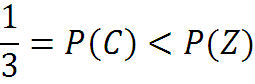 1/3 = P(C) < P(Z)